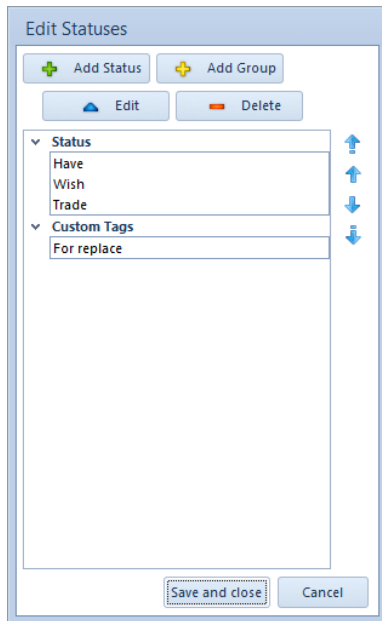 Edit Statuses
Add Status
Add Group
Edit
Delete
Status
Have
Wish
Trade
Custom Tags
For replace
Save and close
Cancel